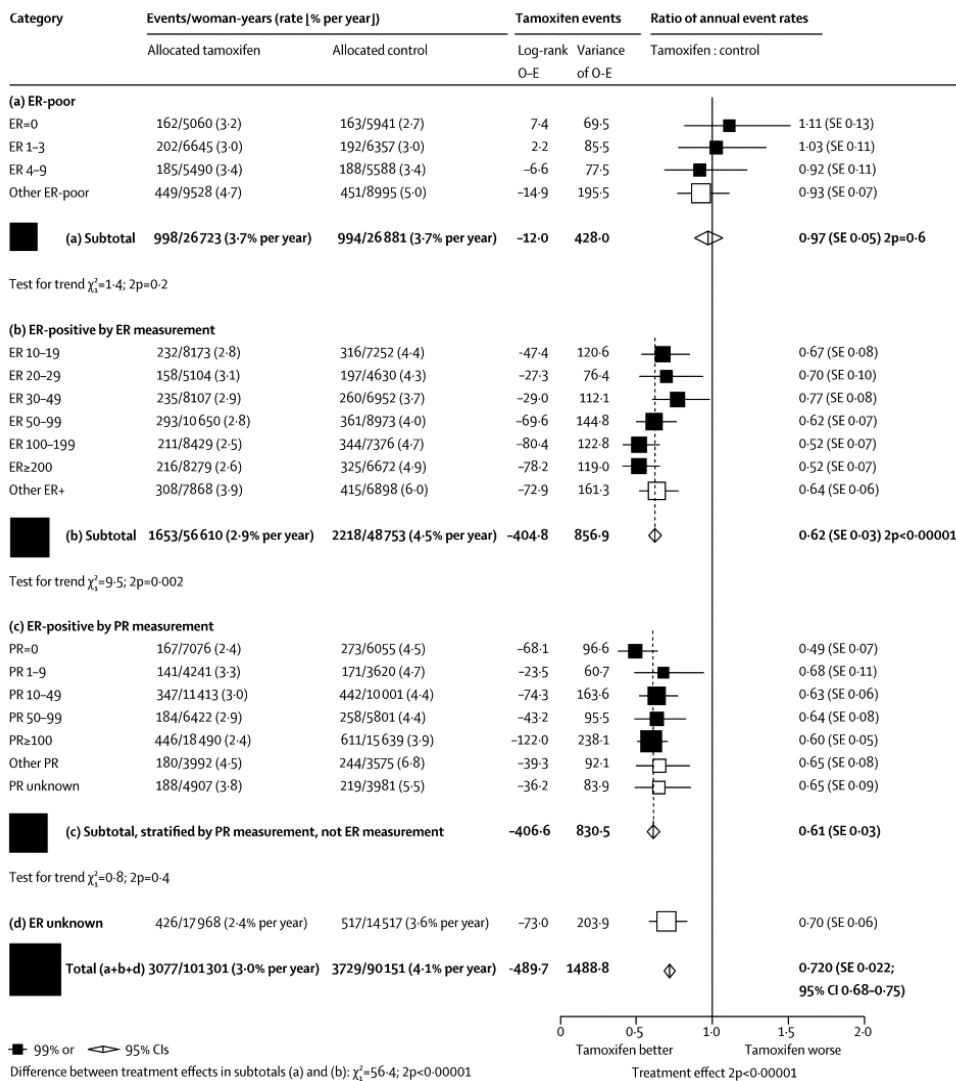 Category Events/woman-years (rate [% per year]) Tamoxifen events Ratio of annual event rates
Allocated tamoxifen Allocated control Log-rank Variance Tamoxifen : control
O–E of O–E
(a) ER-poor
ER=0 162/5060 (3·2) 163/5941 (2·7) 7·4 69·5 1·11 (SE 0·13)
ER 1–3 202/6645 (3·0) 192/6357 (3·0) 2·2 85·5 1·03 (SE 0·11)
ER 4–9 185/5490 (3·4) 188/5588 (3·4) –6·6 77·5 0·92 (SE 0·11)
Other ER-poor 449/9528 (4·7) 451/8995 (5·0) –14·9 195·5 0·93 (SE 0·07)
(a) Subtotal 998/26 723 (3·7% per year) 994/26 881 (3·7% per year) –12·0 428·0 0·97 (SE 0·05) 2p=0·6
Test for trend χ²₁=1·4; 2p=0·2
(b) ER-positive by ER measurement
ER 10–19 232/8173 (2·8) 316/7252 (4·4) -47·4 120·6 0·67 (SE 0·08)
ER 20–29 158/5104 (3·1) 197/4630 (4·3) –27·3 76·4 0·70 (SE 0·10)
ER 30–49 235/8107 (2·9) 260/6952 (3·7) –29·0 112·1 0·77 (SE 0·08)
ER 50–99 293/10 650 (2·8) 361/8973 (4·0) –69·6 144·8 0·62 (SE 0·07)
ER 100–199 211/8429 (2·5) 344/7376 (4·7) –80·4 122·8 0·52 (SE 0·07)
ER≥200 216/8279 (2·6) 325/6672 (4·9) –78·2 119·0 0·52 (SE 0·07)
Other ER+ 308/7868 (3·9) 415/6898 (6·0) –72·9 161·3 0·64 (SE 0·06)
(b) Subtotal 1653/56 610 (2·9% per year) 2218/48 753 (4·5% per year) –404·8 856·9 0·62 (SE 0·03) 2p<0·00001
Test for trend χ²₁=9·5; 2p=0·002
(c) ER-positive by PR measurement
PR=0 167/7076 (2·4) 273/6055 (4·5) –68·1 96·6 0·49 (SE 0·07)
PR 1–9 141/4241 (3·3) 171/3620 (4·7) –23·5 60·7 0·68 (SE 0·11)
PR 10–49 347/11 413 (3·0) 442/10 001 (4·4) –74·3 163·6 0·63 (SE 0·06)
PR 50–99 184/6422 (2·9) 258/5801 (4·4) –43·2 95·5 0·64 (SE 0·08)
PR≥100 446/18 490 (2·4) 611/15 639 (3·9) –122·0 238·1 0·60 (SE 0·05)
Other PR 180/3992 (4·5) 244/3575 (6·8) –39·3 92·1 0·65 (SE 0·08)
PR unknown 188/4907 (3·8) 219/3981 (5·5) –36·2 83·9 0·65 (SE 0·09)
(c) Subtotal, stratified by PR measurement, not ER measurement –406·6 830·5 0·61 (SE 0·03)
Test for trend χ²₁=0·8; 2p=0·4
(d) ER unknown 426/17 968 (2·4% per year) 517/14 517 (3·6% per year) –73·0 203·9 0·70 (SE 0·06)
Total (a+b+d) 3077/101 301 (3·0% per year) 3729/90 151 (4·1% per year) -489·7 1488·8 0·720 (SE 0·022;
95% CI 0·68–0·75)
0 0·5 1·0 1·5 2·0
99% or 95% CIs Tamoxifen better Tamoxifen worse
Difference between treatment effects in subtotals (a) and (b): χ²₁=56·4; 2p<0·00001 Treatment effect 2p<0·00001